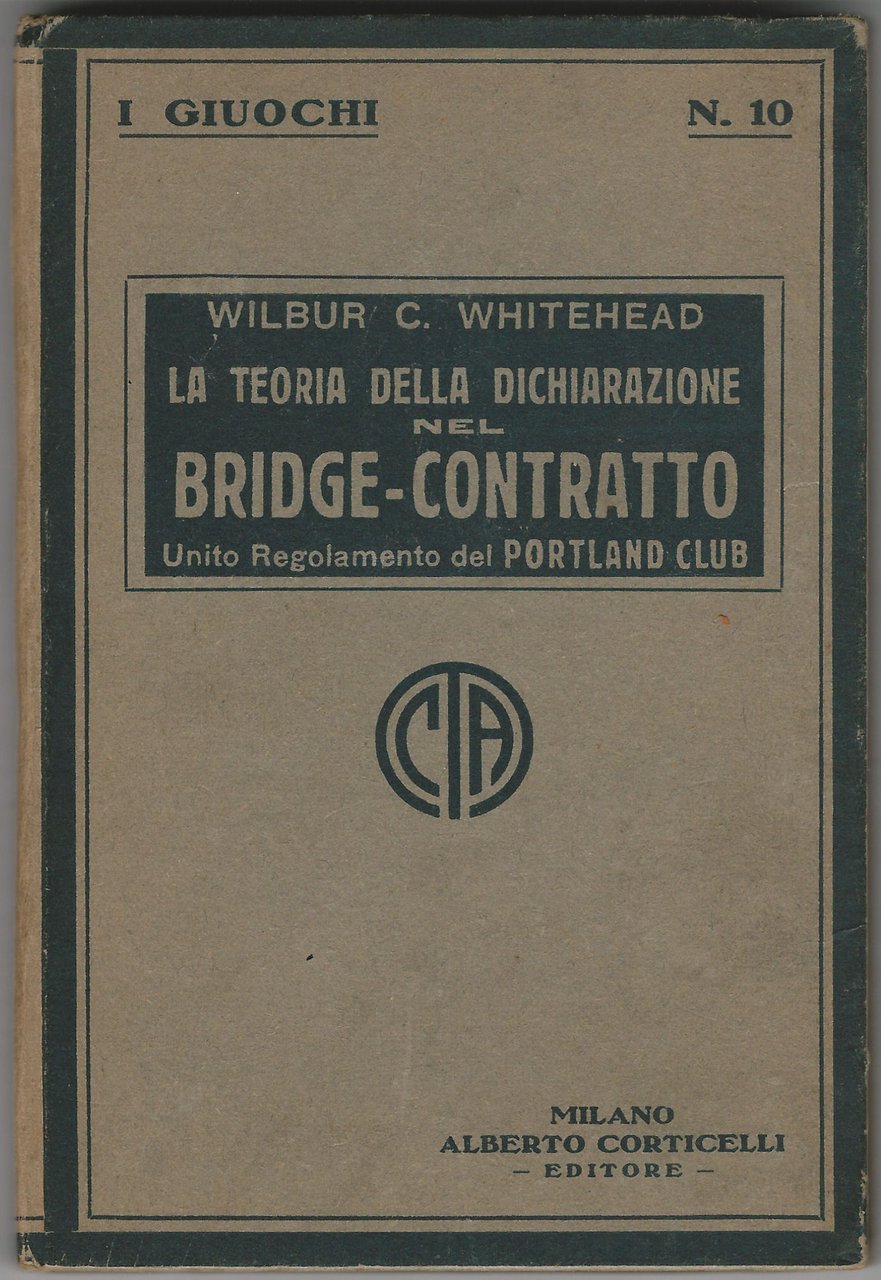 I GIUOCHI N. 10
WILBUR C. WHITEHEAD
LA TEORIA DELLA DICHIARAZIONE
NEL
BRIDGE-CONTRATTO
Unito Regolamento del PORTLAND CLUB
CTA
MILANO
ALBERTO CORTICELLI
— EDITORE —